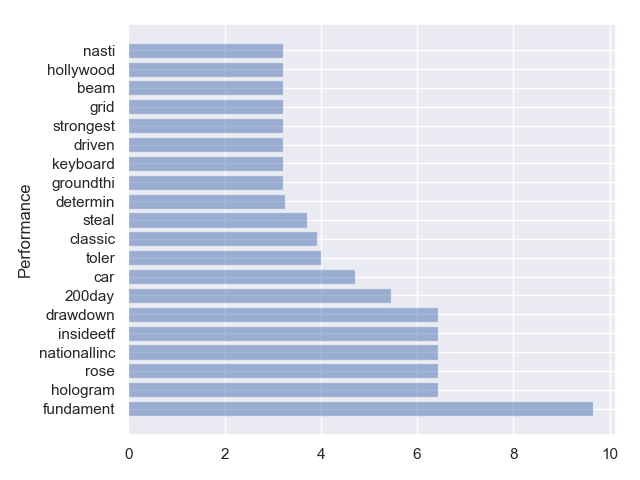 nasti
hollywood
beam
grid
strongest
driven
keyboard
groundthi
determin
steal
classic
toler
car
200day
drawdown
insideetf
nationallinc
rose
hologram
fundament
Performance
0 2 4 6 8 10